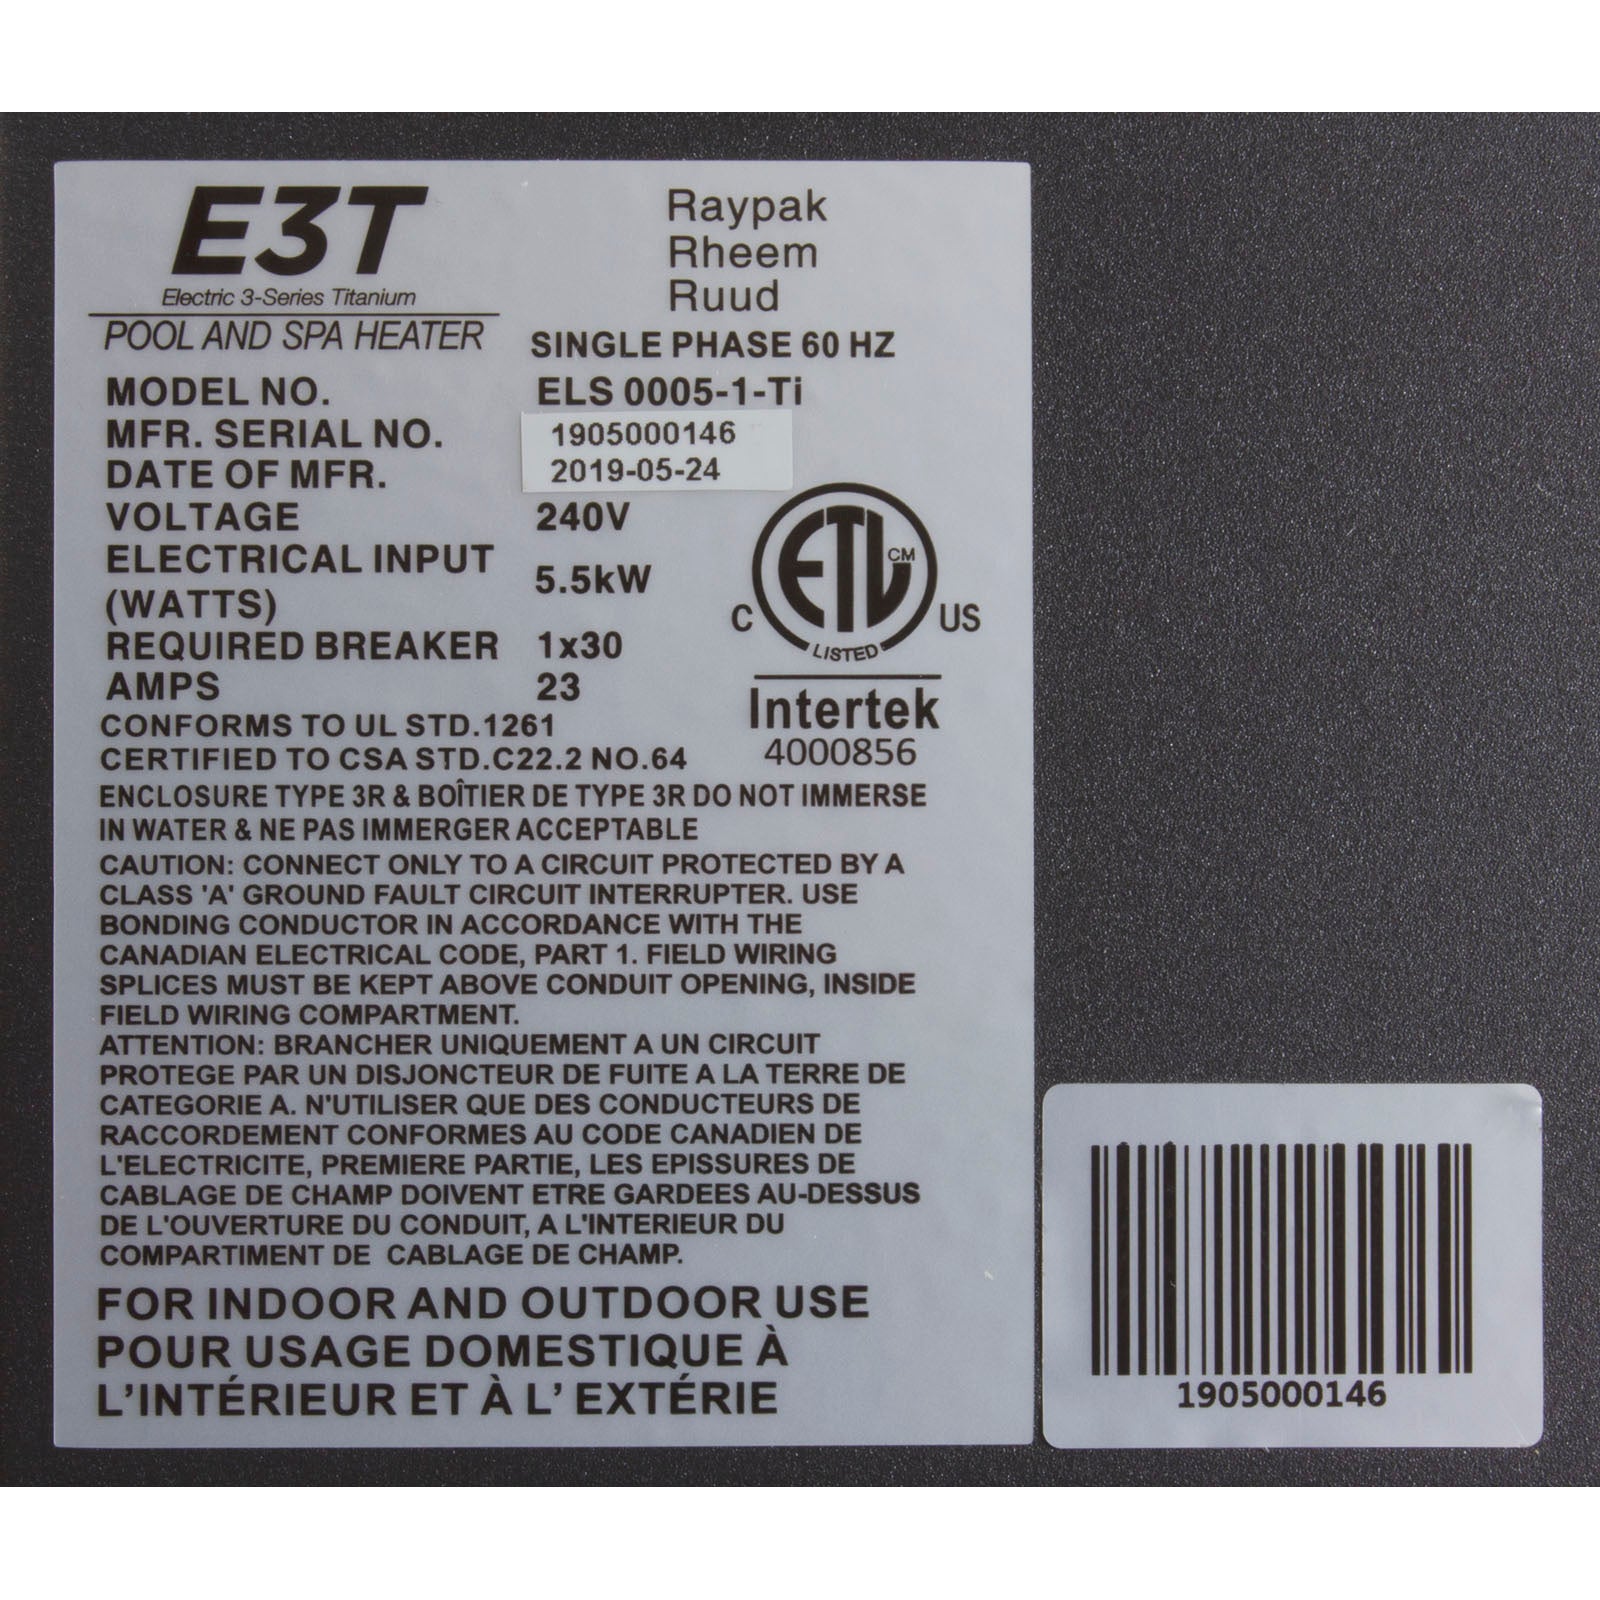 E3T
Electric 3-Series Titanium
POOL AND SPA HEATER
Raypak
Rheem
Ruud
SINGLE PHASE 60 HZ
MODEL NO. ELS 0005-1-Ti
MFR. SERIAL NO. 1905000146
DATE OF MFR. 2019-05-24
VOLTAGE 240V
ELECTRICAL INPUT
(WATTS) 5.5kW
REQUIRED BREAKER 1x30
AMPS 23
ETL CM
C US
LISTED
Intertek
4000856
CONFORMS TO UL STD.1261
CERTIFIED TO CSA STD.C22.2 NO.64
ENCLOSURE TYPE 3R & BOÎTIER DE TYPE 3R DO NOT IMMERSE
IN WATER & NE PAS IMMERGER ACCEPTABLE
CAUTION: CONNECT ONLY TO A CIRCUIT PROTECTED BY A
CLASS 'A' GROUND FAULT CIRCUIT INTERRUPTER. USE
BONDING CONDUCTOR IN ACCORDANCE WITH THE
CANADIAN ELECTRICAL CODE, PART 1. FIELD WIRING
SPLICES MUST BE KEPT ABOVE CONDUIT OPENING, INSIDE
FIELD WIRING COMPARTMENT.
ATTENTION: BRANCHER UNIQUEMENT A UN CIRCUIT
PROTEGE PAR UN DISJONCTEUR DE FUITE A LA TERRE DE
CATEGORIE A. N'UTILISER QUE DES CONDUCTEURS DE
RACCORDEMENT CONFORMES AU CODE CANADIEN DE
L'ELECTRICITE, PREMIERE PARTIE, LES EPISSURES DE
CABLAGE DE CHAMP DOIVENT ETRE GARDEES AU-DESSUS
DE L'OUVERTURE DU CONDUIT, A L'INTERIEUR DU
COMPARTIMENT DE CABLAGE DE CHAMP.
FOR INDOOR AND OUTDOOR USE
POUR USAGE DOMESTIQUE À
L'INTÉRIEUR ET À L' EXTÉRIE
1905000146